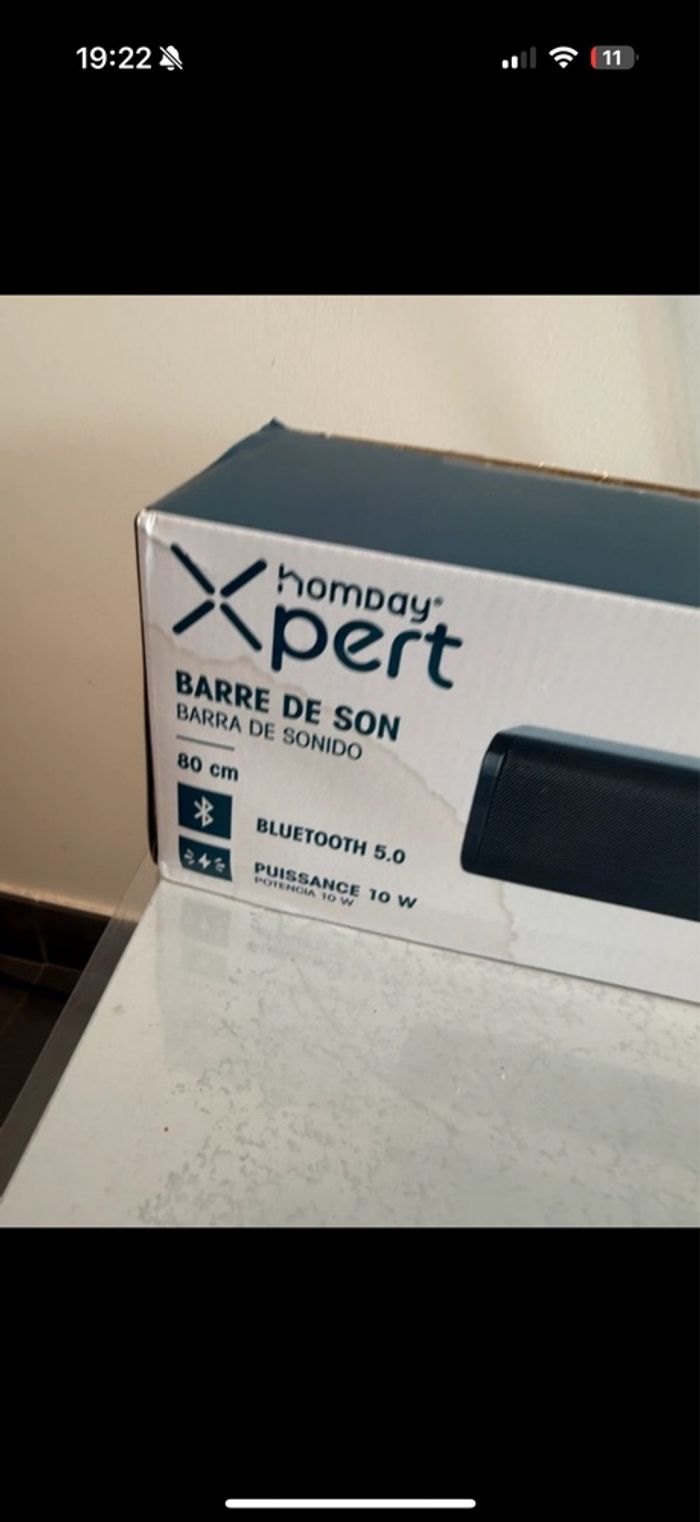 19:22
11
homDay®
Xpert
BARRE DE SON
BARRA DE SONIDO
80 cm
BLUETOOTH 5.0
PUISSANCE 10 W
POTENCIA 10 W